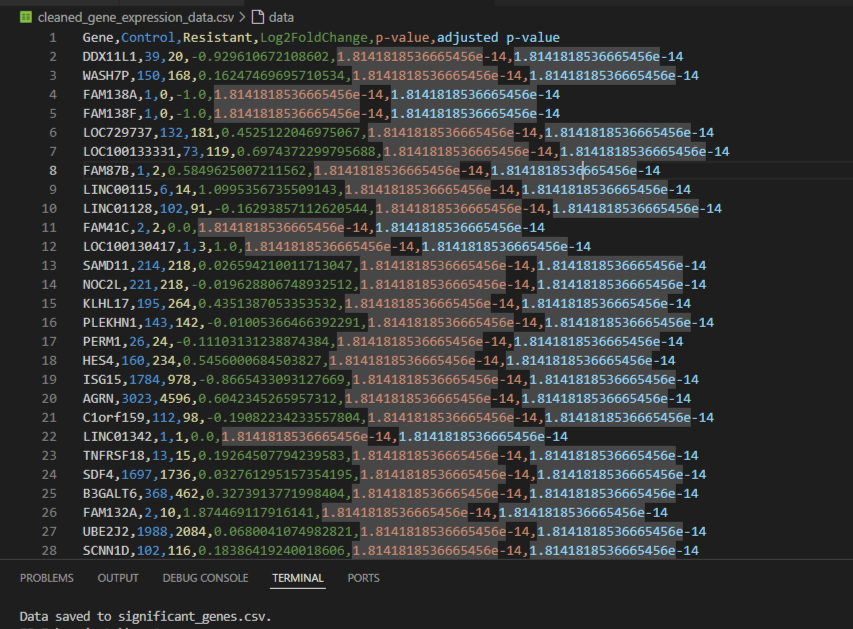 cleaned_gene_expression_data.csv > data
1 Gene,Control,Resistant,Log2FoldChange,p-value,adjusted p-value
2 DDX11L1,39,20,-0.929610672108602,1.8141818536665456e-14,1.8141818536665456e-14
3 WASH7P,150,168,0.16247469695710534,1.8141818536665456e-14,1.8141818536665456e-14
4 FAM138A,1,0,-1.0,1.8141818536665456e-14,1.8141818536665456e-14
5 FAM138F,1,0,-1.0,1.8141818536665456e-14,1.8141818536665456e-14
6 LOC729737,132,181,0.4525122046975067,1.8141818536665456e-14,1.8141818536665456e-14
7 LOC100133331,73,119,0.6974372299795688,1.8141818536665456e-14,1.8141818536665456e-14
8 FAM87B,1,2,0.5849625007211562,1.8141818536665456e-14,1.8141818536665456e-14
9 LINC00115,6,14,1.0995356735509143,1.8141818536665456e-14,1.8141818536665456e-14
10 LINC01128,102,91,-0.16293857112620544,1.8141818536665456e-14,1.8141818536665456e-14
11 FAM41C,2,2,0.0,1.8141818536665456e-14,1.8141818536665456e-14
12 LOC100130417,1,3,1.0,1.8141818536665456e-14,1.8141818536665456e-14
13 SAMD11,214,218,0.026594210011713047,1.8141818536665456e-14,1.8141818536665456e-14
14 NOC2L,221,218,-0.019628806748932512,1.8141818536665456e-14,1.8141818536665456e-14
15 KLHL17,195,264,0.4351387053353532,1.8141818536665456e-14,1.8141818536665456e-14
16 PLEKHN1,143,142,-0.01005366466392291,1.8141818536665456e-14,1.8141818536665456e-14
17 PERM1,26,24,-0.11103131238874384,1.8141818536665456e-14,1.8141818536665456e-14
18 HES4,160,234,0.5456000684503827,1.8141818536665456e-14,1.8141818536665456e-14
19 ISG15,1784,978,-0.8665433093127669,1.8141818536665456e-14,1.8141818536665456e-14
20 AGRN,3023,4596,0.6042345265957312,1.8141818536665456e-14,1.8141818536665456e-14
21 C1orf159,112,98,-0.19082234233557804,1.8141818536665456e-14,1.8141818536665456e-14
22 LINC01342,1,1,0.0,1.8141818536665456e-14,1.8141818536665456e-14
23 TNFRSF18,13,15,0.19264507794239583,1.8141818536665456e-14,1.8141818536665456e-14
24 SDF4,1697,1736,0.032761295157354195,1.8141818536665456e-14,1.8141818536665456e-14
25 B3GALT6,368,462,0.3273913771998404,1.8141818536665456e-14,1.8141818536665456e-14
26 FAM132A,2,10,1.874469117916141,1.8141818536665456e-14,1.8141818536665456e-14
27 UBE2J2,1988,2084,0.0680041074982821,1.8141818536665456e-14,1.8141818536665456e-14
28 SCNN1D,102,116,0.18386419240018606,1.8141818536665456e-14,1.8141818536665456e-14
PROBLEMS OUTPUT DEBUG CONSOLE TERMINAL PORTS
Data saved to significant_genes.csv.